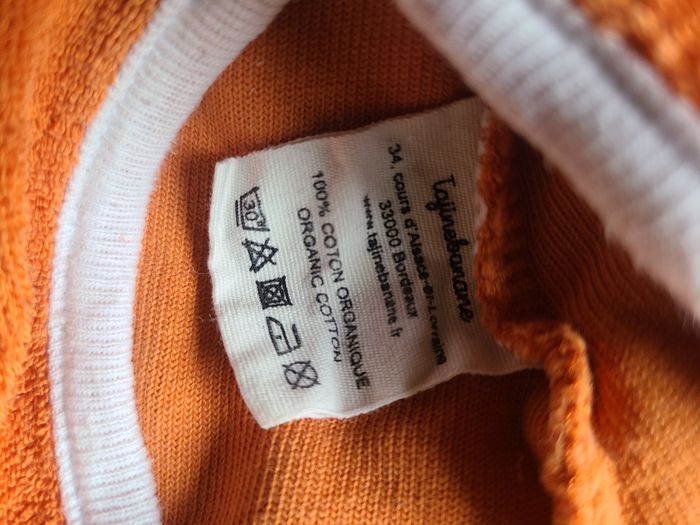 Tajinebanane
34, cours d'Alsace-et-Lorraine
33000 Bordeaux
www.tajinebanane.fr
100% COTON ORGANIQUE
ORGANIC COTTON
30°